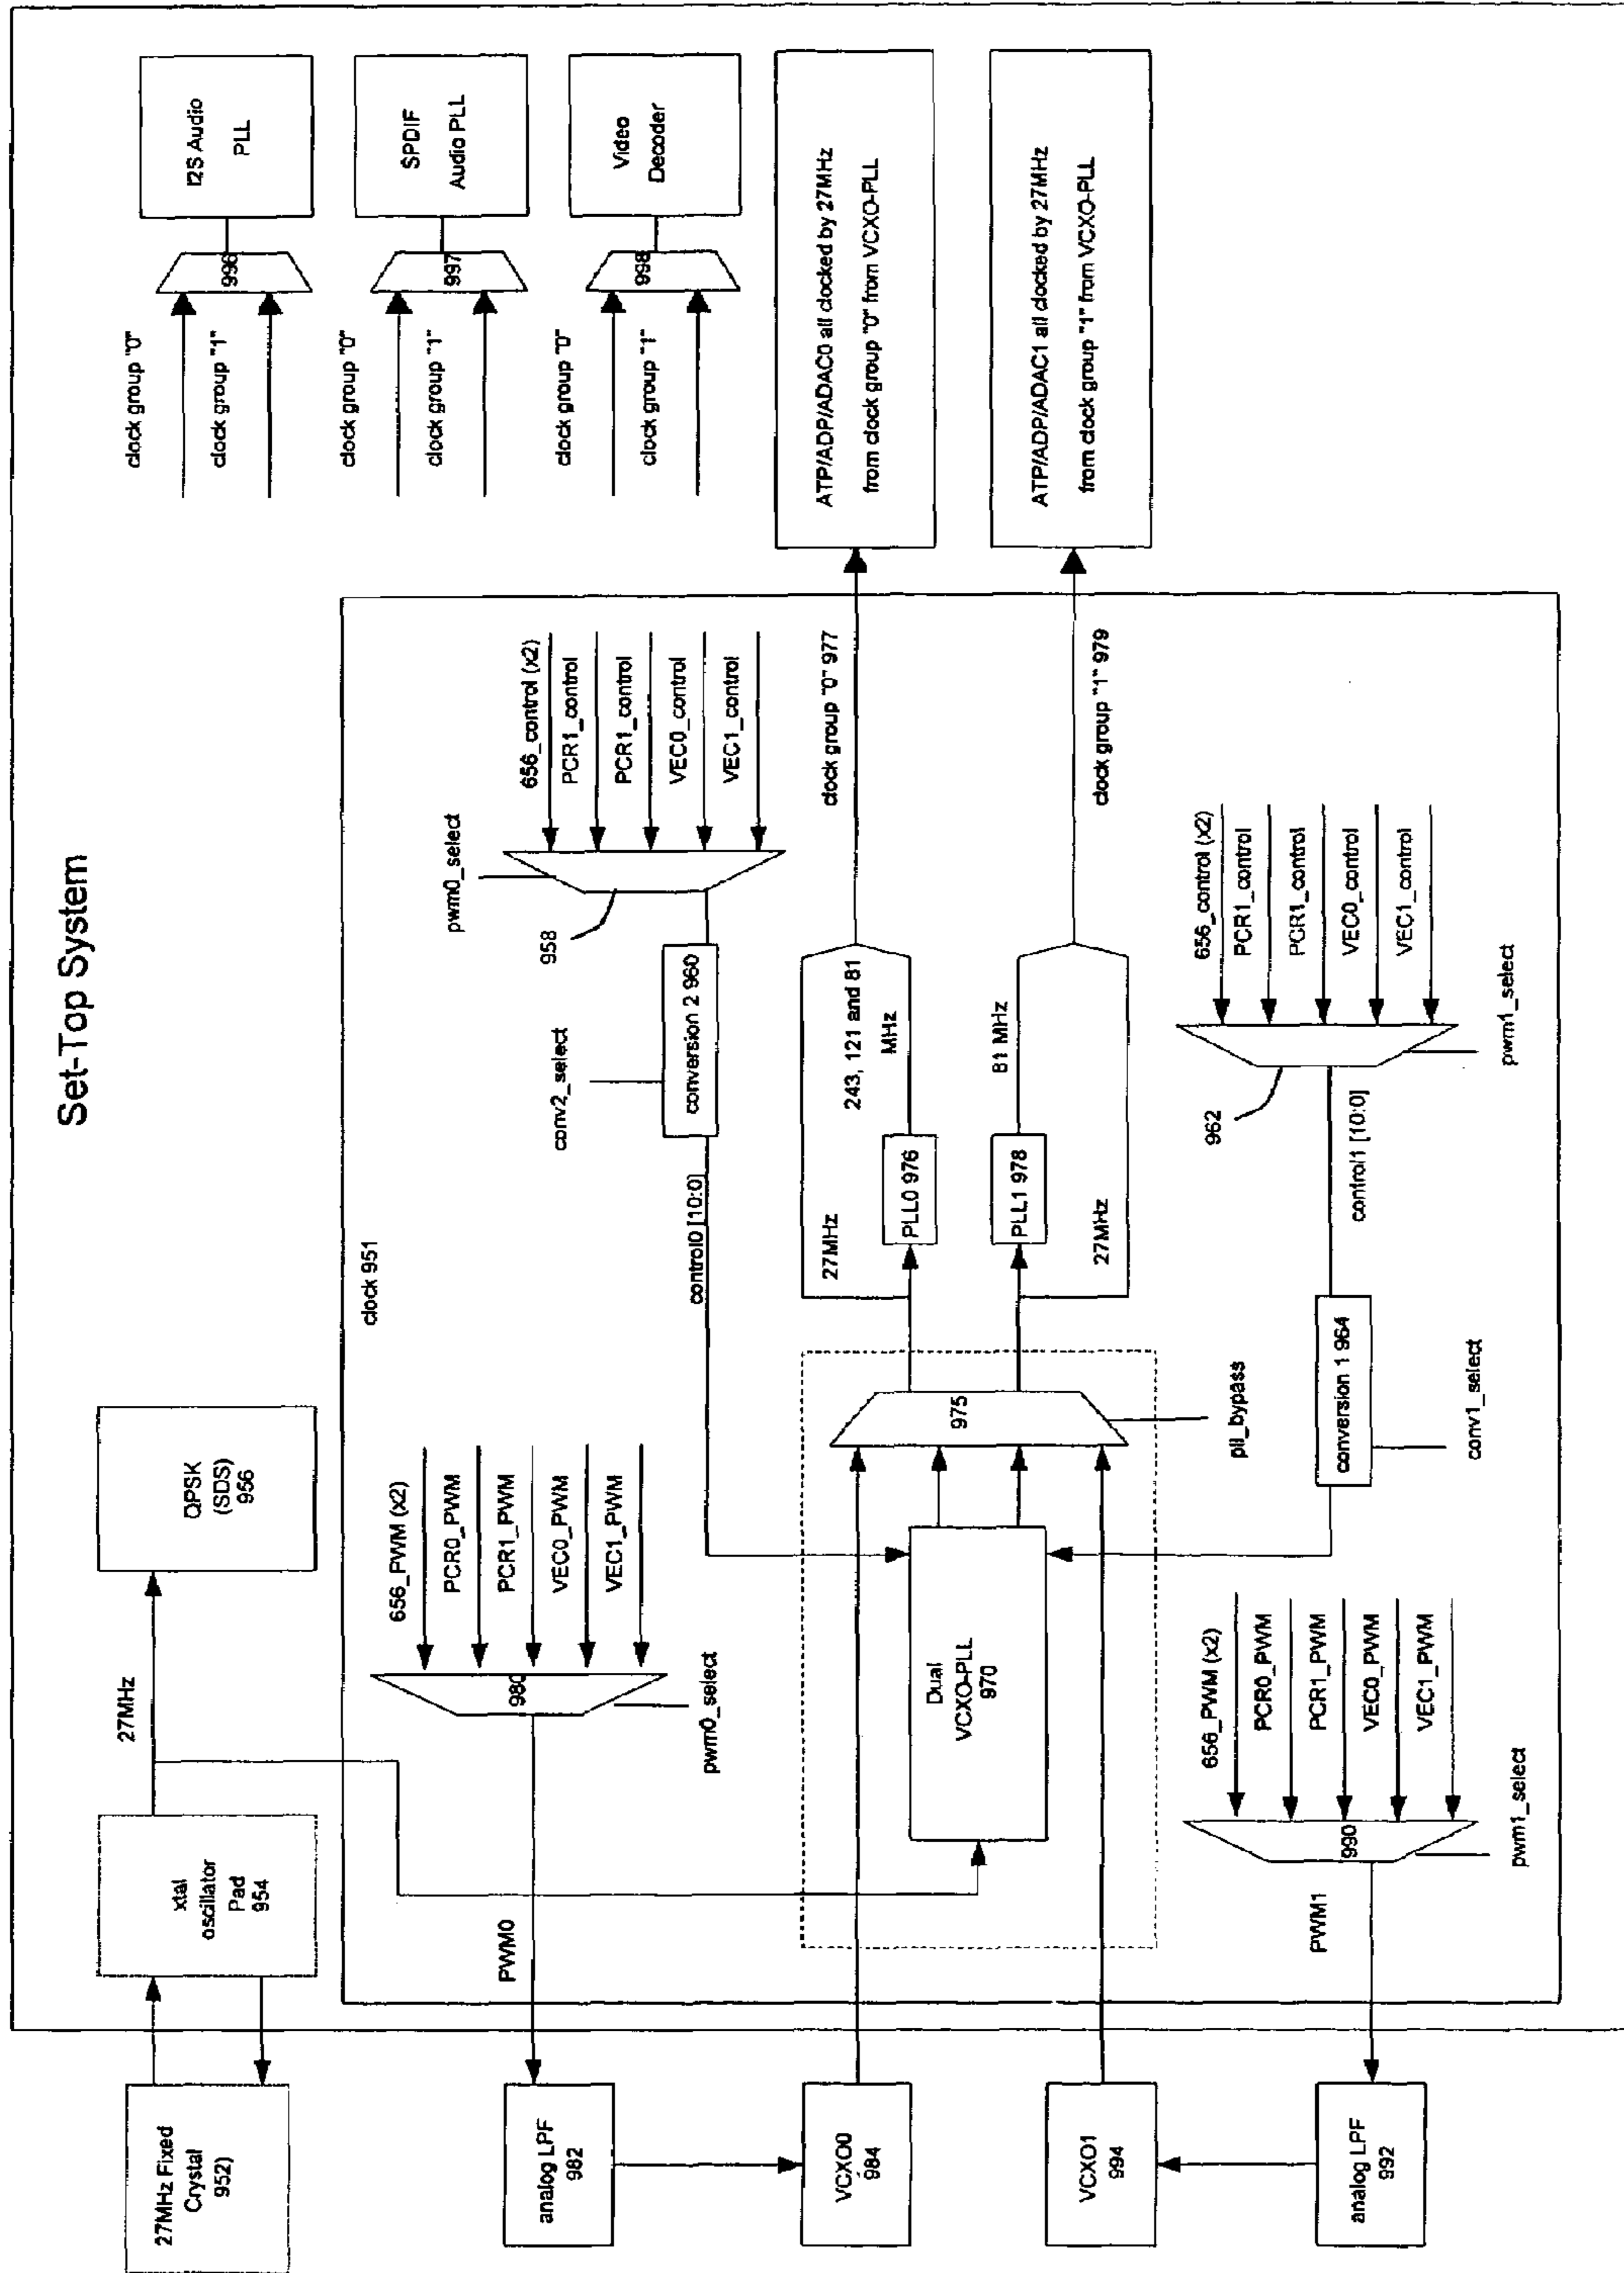 Set-Top System
27MHz Fixed
Crystal
952)
xtal
oscillator
Pad
954
27MHz
QPSK
(SDS)
956
clock group "0"
clock group "1"
996
I2S Audio
PLL
clock group "0"
clock group "1"
997
SPDIF
Audio PLL
clock group "0"
clock group "1"
998
Video
Decoder
clock 951
analog LPF
982
PWM0
980
pwm0_select
656_PWM (x2)
PCR0_PWM
PCR1_PWM
VEC0_PWM
VEC1_PWM
control0 [10:0]
conv2_select
conversion 2 960
958
pwm0_select
656_control (x2)
PCR1_control
PCR1_control
VEC0_control
VEC1_control
VCXO0
984
VCXO1
994
Dual
VCXO-PLL
970
975
pll_bypass
27MHz
PLL0 976
243, 121 and 81
MHz
clock group "0" 977
ATP/ADP/ADAC0 all clocked by 27MHz
from clock group "0" from VCXO-PLL
PLL1 978
81 MHz
27MHz
clock group "1" 979
ATP/ADP/ADAC1 all clocked by 27MHz
from clock group "1" from VCXO-PLL
analog LPF
992
PWM1
990
pwm1_select
656_PWM (x2)
PCR0_PWM
PCR1_PWM
VEC0_PWM
VEC1_PWM
conversion 1 964
conv1_select
control1 [10:0]
962
pwm1_select
656_control (x2)
PCR1_control
PCR1_control
VEC0_control
VEC1_control